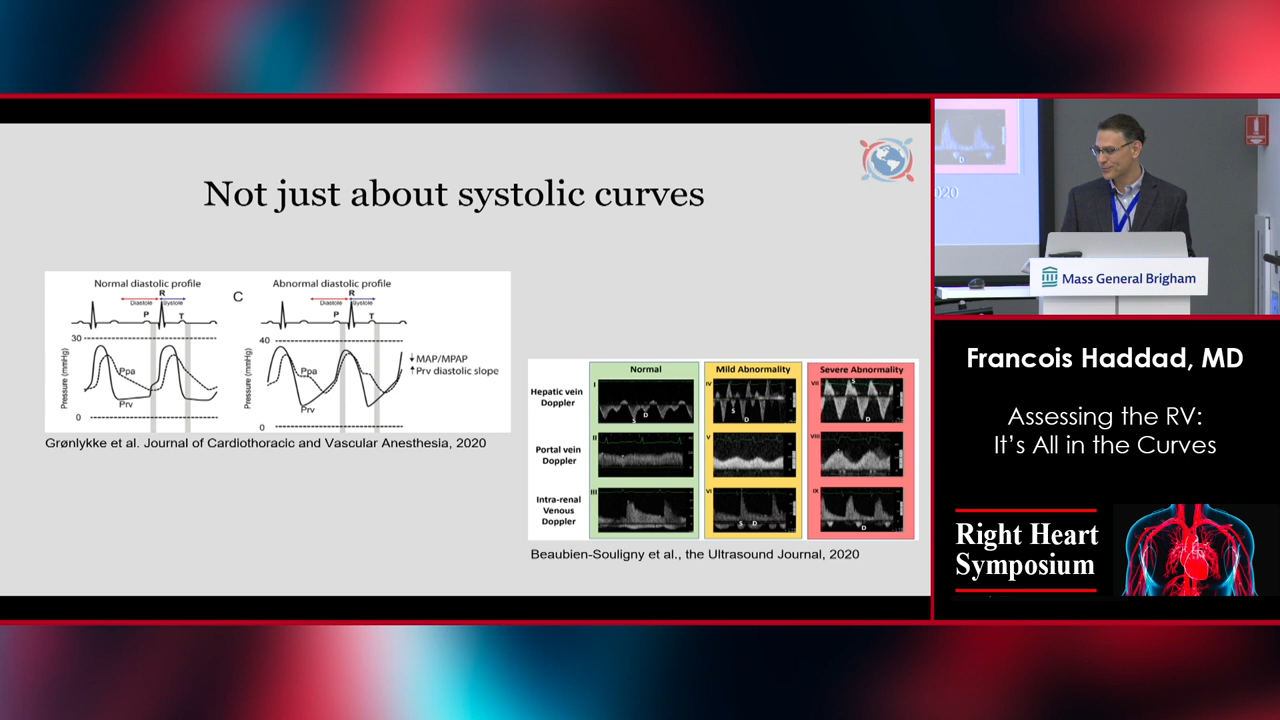 Not just about systolic curves
Normal diastolic profile
R
Diastole
Systole
P
T
30
Pressure (mmHg)
Ppa
Prv
0
C
Abnormal diastolic profile
R
Diastole
Systole
P
T
40
Pressure (mmHg)
Ppa
Prv
0
↓ MAP/MPAP
↑ Prv diastolic slope
Grønlykke et al. Journal of Cardiothoracic and Vascular Anesthesia, 2020
Normal
Mild Abnormality
Severe Abnormality
Hepatic vein
Doppler
I
S
D
IV
S
D
VII
S
D
Portal vein
Doppler
II
V
VIII
Intra-renal
Venous
Doppler
III
VI
S
D
IX
D
Beaubien-Souligny et al., the Ultrasound Journal, 2020
D
020
Mass General Brigham
Francois Haddad, MD
Assessing the RV:
It's All in the Curves
Right Heart
Symposium